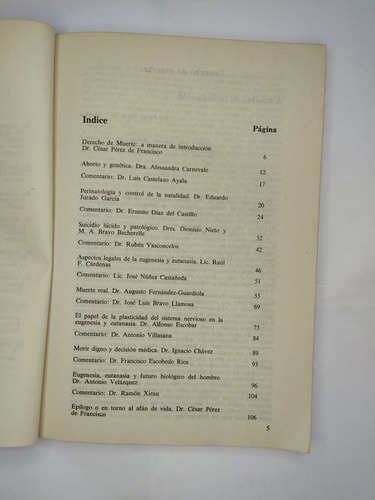 Indice
Página
Derecho de Muerte: a manera de introducción
Dr. César Pérez de Francisco 6
Aborto y genética. Dra. Alessandra Carnevale 12
Comentario: Dr. Luis Castelazo Ayala 17
Perinatología y control de la natalidad. Dr. Eduardo
Jurado García 20
Comentario: Dr. Ernesto Díaz del Castillo 24
Suicidio lúcido y patológico. Dres. Dionisio Nieto y
M. A. Bravo Becherelle 32
Comentario: Dr. Rubén Vasconcelos 42
Aspectos legales de la eugenesia y eutanasia. Lic. Raúl
F. Cárdenas 46
Comentario: Lic. José Núñez Castañeda 51
Muerte real. Dr. Augusto Fernández-Guardiola 55
Comentario: Dr. José Luis Bravo Llamosa 69
El papel de la plasticidad del sistema nervioso en la
eugenesia y eutanasia. Dr. Alfonso Escobar 73
Comentario: Dr. Antonio Villasana 84
Morir digno y decisión médica. Dr. Ignacio Chávez 89
Comentario: Dr. Francisco Escobedo Ríos 93
Eugenesia, eutanasia y futuro biológico del hombre.
Dr. Antonio Velázquez 96
Comentario: Dr. Ramón Xirau 104
Epílogo o en torno al afán de vida. Dr. César Pérez
de Francisco 106
5